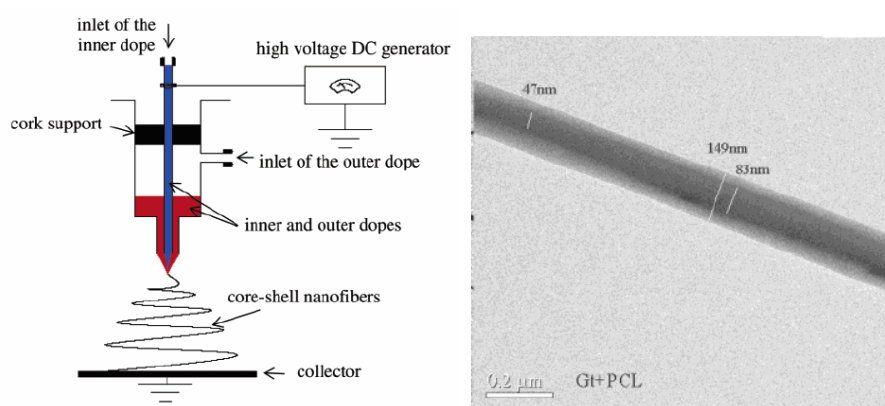 inlet of the
inner dope
high voltage DC generator
cork support
inlet of the outer dope
inner and outer dopes
core-shell nanofibers
collector
47nm
149nm
83nm
0.2 µm
Gt+PCL